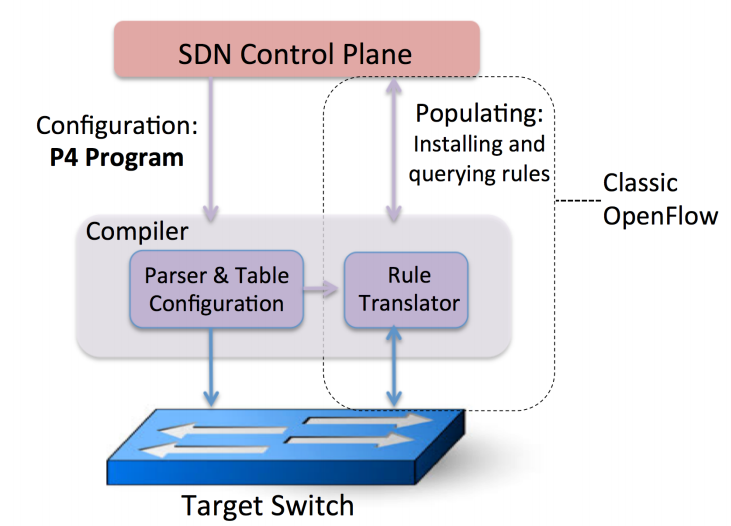 SDN Control Plane
Configuration:
P4 Program
Populating:
Installing and
querying rules
Classic
OpenFlow
Compiler
Parser & Table
Configuration
Rule
Translator
Target Switch